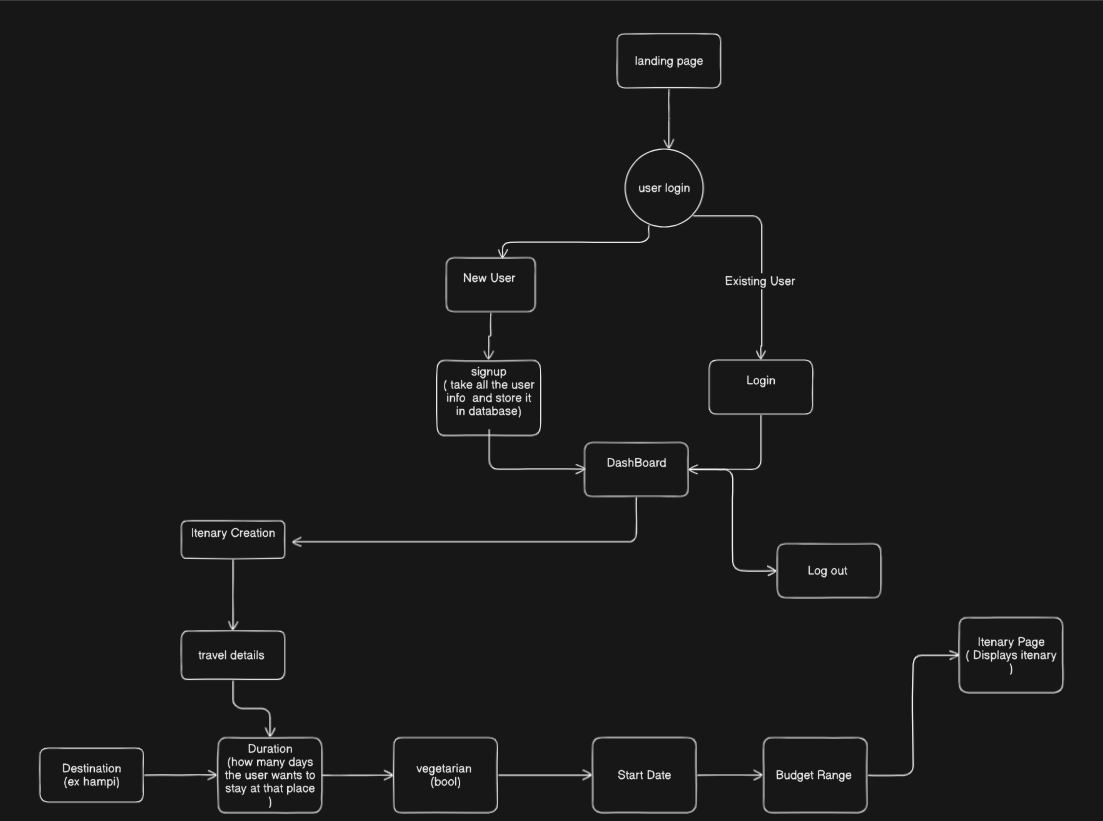 landing page
user login
New User
Existing User
signup
( take all the user
info and store it
in database)
Login
DashBoard
Itenary Creation
Log out
travel details
Itenary Page
( Displays itenary
)
Destination
(ex hampi)
Duration
(how many days
the user wants to
stay at that place
)
vegetarian
(bool)
Start Date
Budget Range